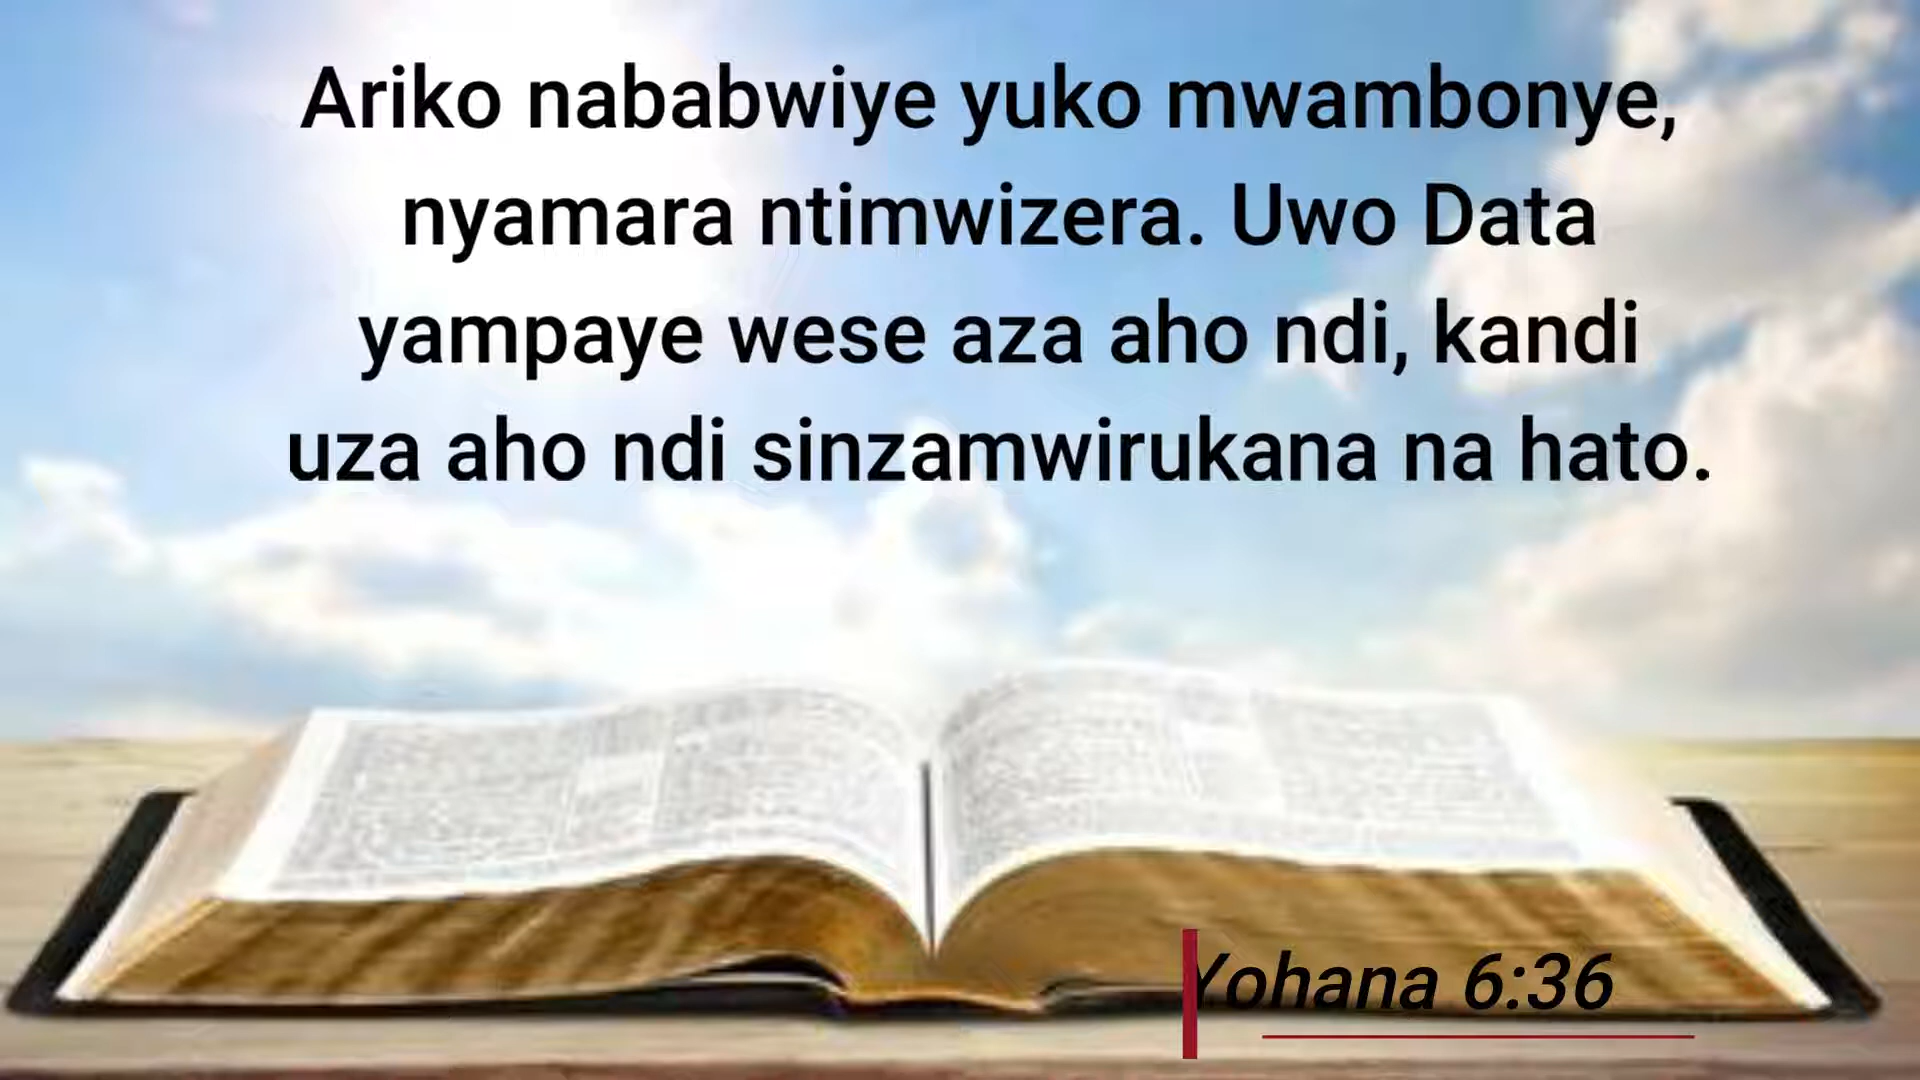 Ariko nababwiye yuko mwambonye,
nyamara ntimwizera. Uwo Data
yampaye wese aza aho ndi, kandi
uza aho ndi sinzamwirukana na hato.
Yohana 6:36